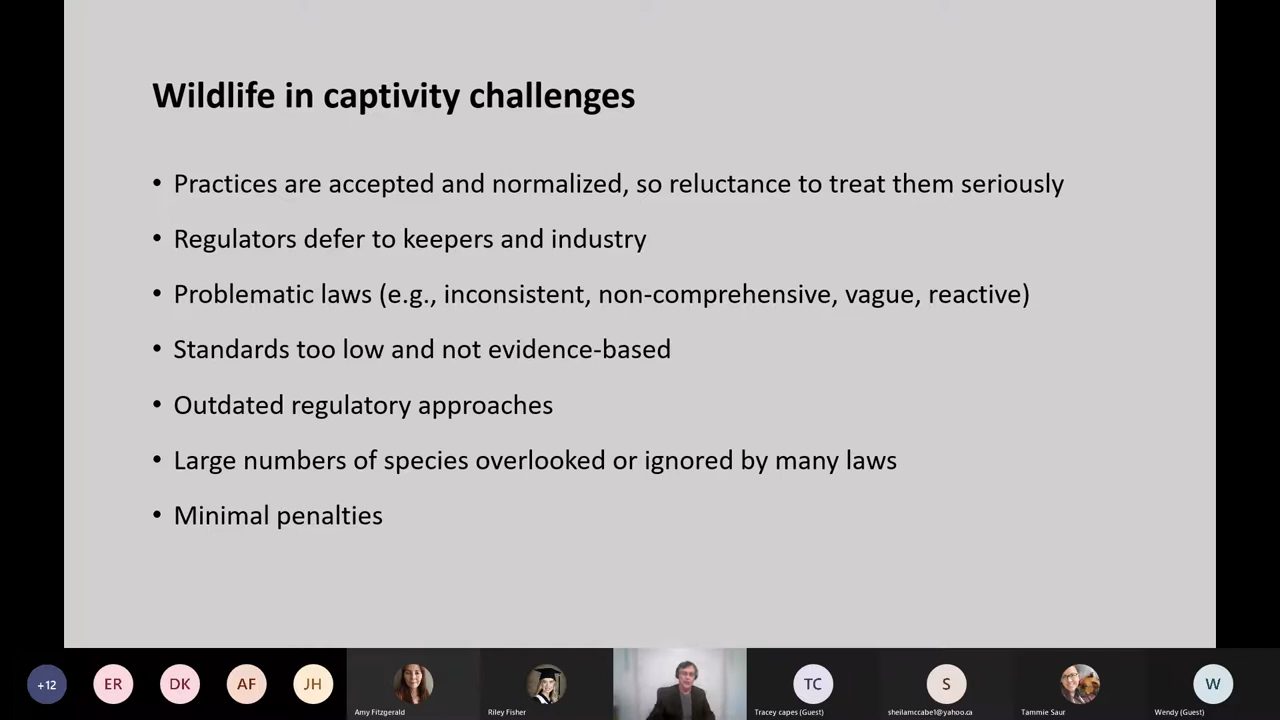 Wildlife in captivity challenges
• Practices are accepted and normalized, so reluctance to treat them seriously
• Regulators defer to keepers and industry
• Problematic laws (e.g., inconsistent, non-comprehensive, vague, reactive)
• Standards too low and not evidence-based
• Outdated regulatory approaches
• Large numbers of species overlooked or ignored by many laws
• Minimal penalties
+12
ER
DK
AF
JH
TC
S
W
Amy Fitzgerald
Riley Fisher
Tracey capes (Guest)
sheilamccabe1@yahoo.ca
Tammie Saur
Wendy (Guest)